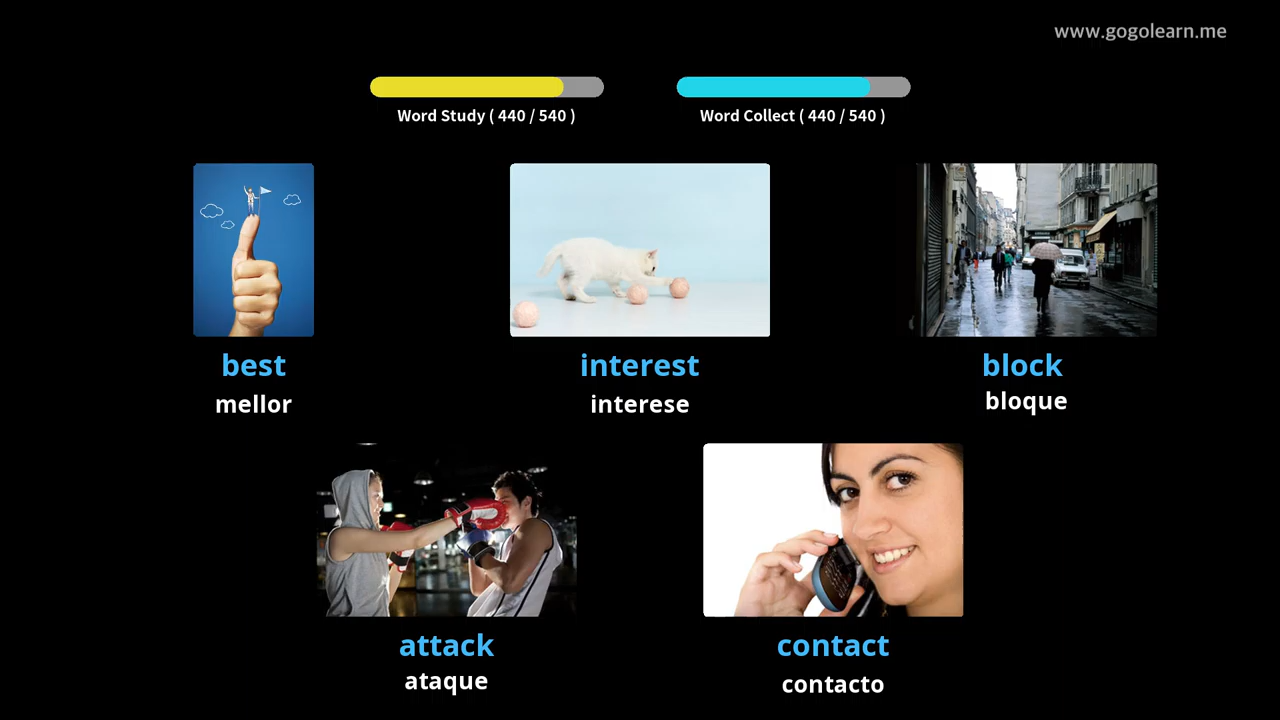 www.gogolearn.me
Word Study ( 440 / 540 )
Word Collect ( 440 / 540 )
best
mellor
interest
interese
block
bloque
attack
ataque
contact
contacto